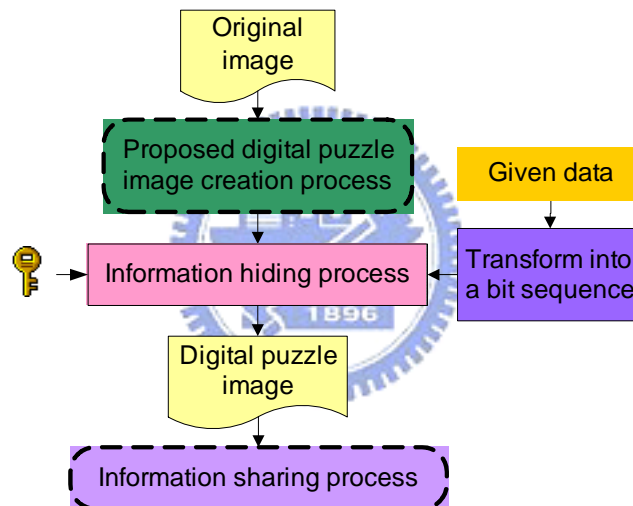 Original
image
Proposed digital puzzle
image creation process
Given data
Information hiding process
Transform into
a bit sequence
1896
Digital puzzle
image
Information sharing process